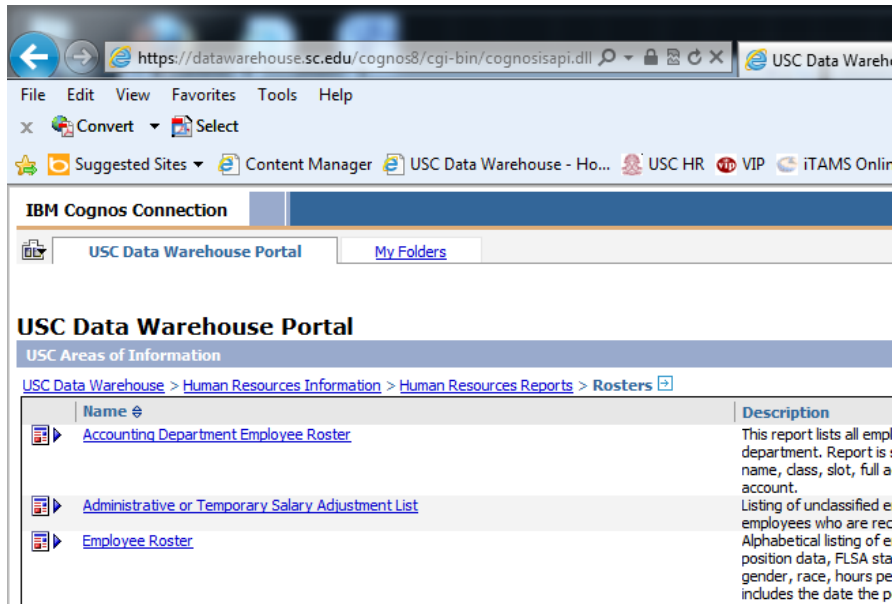 https://datawarehouse.sc.edu/cognos8/cgi-bin/cognosisapi.dll
USC Data Wareh
File Edit View Favorites Tools Help
x Convert Select
Suggested Sites Content Manager USC Data Warehouse - Ho... USC HR VIP iTAMS Onlin
IBM Cognos Connection
USC Data Warehouse Portal My Folders
USC Data Warehouse Portal
USC Areas of Information
USC Data Warehouse > Human Resources Information > Human Resources Reports > Rosters
Name Description
Accounting Department Employee Roster This report lists all empl
department. Report is s
name, class, slot, full a
account.
Administrative or Temporary Salary Adjustment List Listing of unclassified e
employees who are rec
Employee Roster Alphabetical listing of e
position data, FLSA sta
gender, race, hours pe
includes the date the p